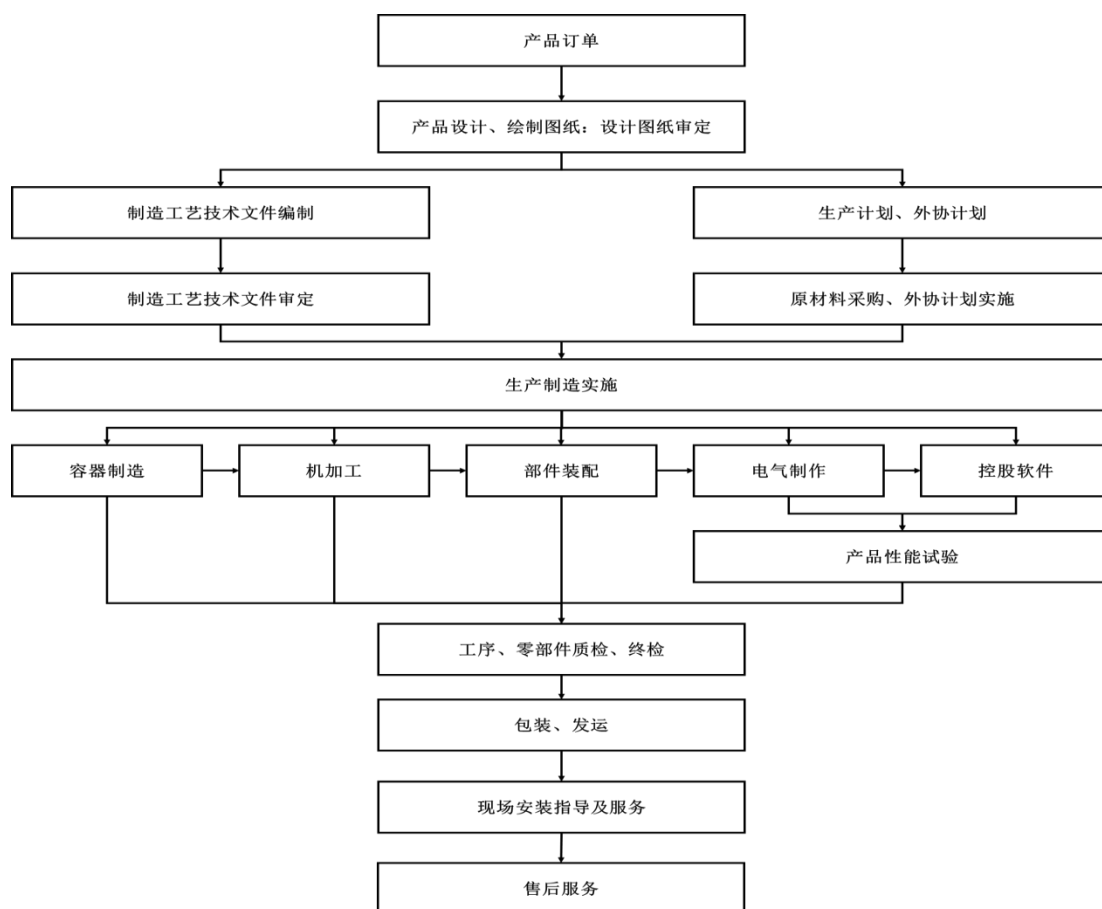 产品订单
产品设计、绘制图纸：设计图纸审定
制造工艺技术文件编制
生产计划、外协计划
制造工艺技术文件审定
原材料采购、外协计划实施
生产制造实施
容器制造
机加工
部件装配
电气制作
控股软件
产品性能试验
工序、零部件质检、终检
包装、发运
现场安装指导及服务
售后服务